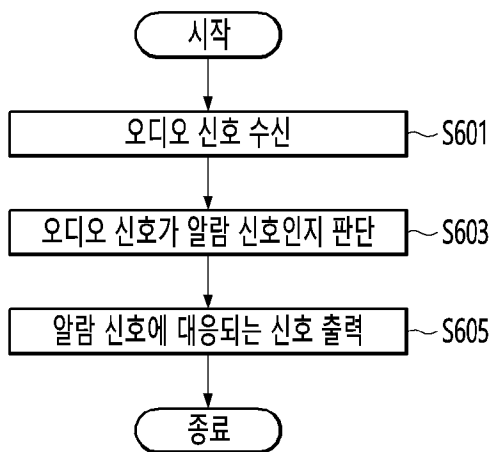 시작
오디오 신호 수신
S601
오디오 신호가 알람 신호인지 판단
S603
알람 신호에 대응되는 신호 출력
S605
종료